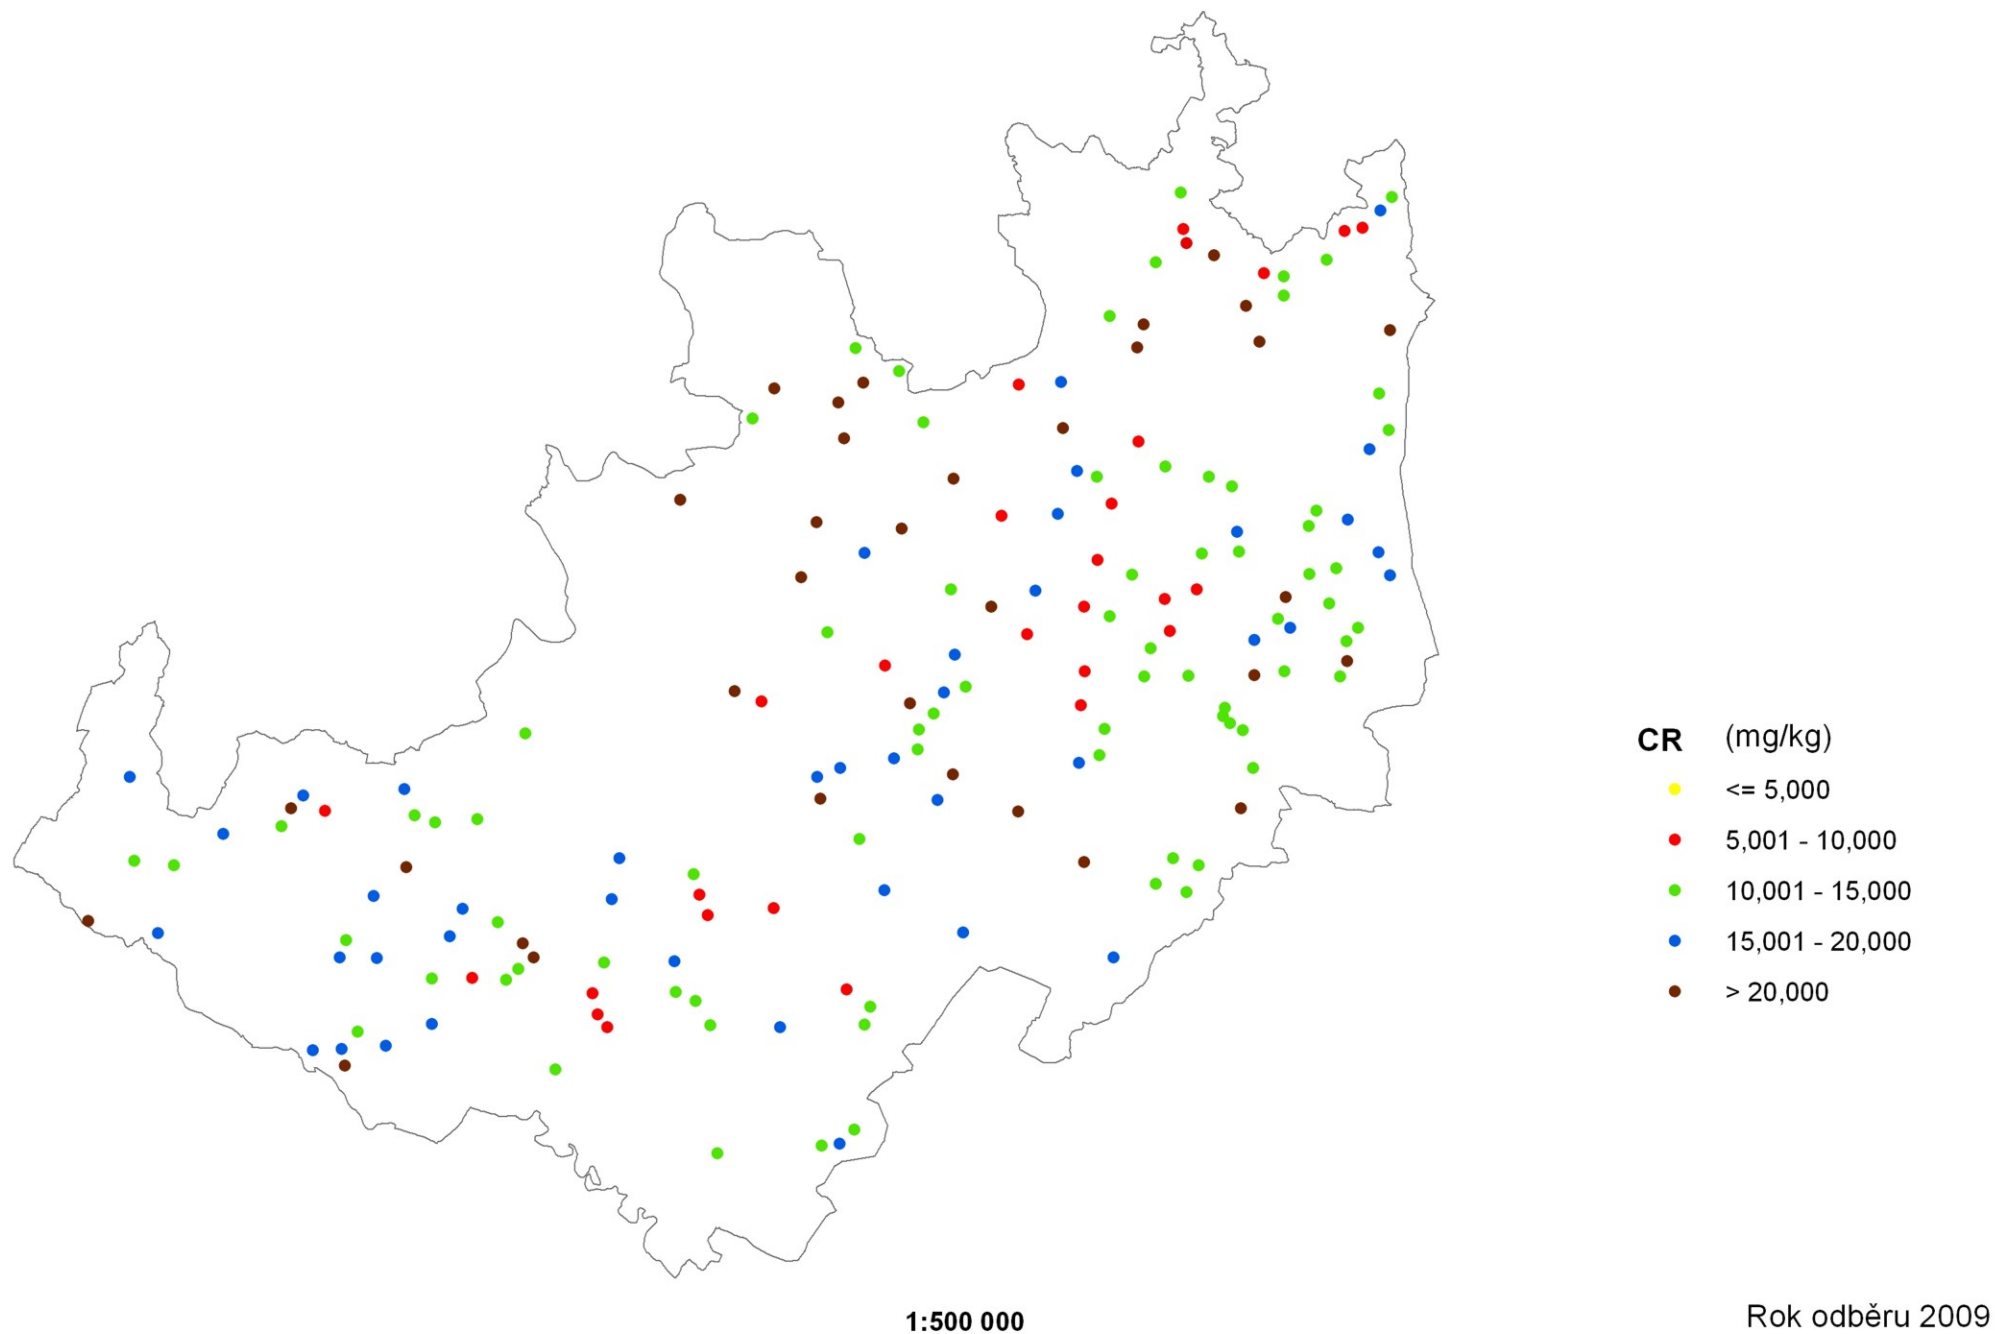 CR (mg/kg)
<= 5,000
5,001 - 10,000
10,001 - 15,000
15,001 - 20,000
> 20,000
1:500 000
Rok odběru 2009